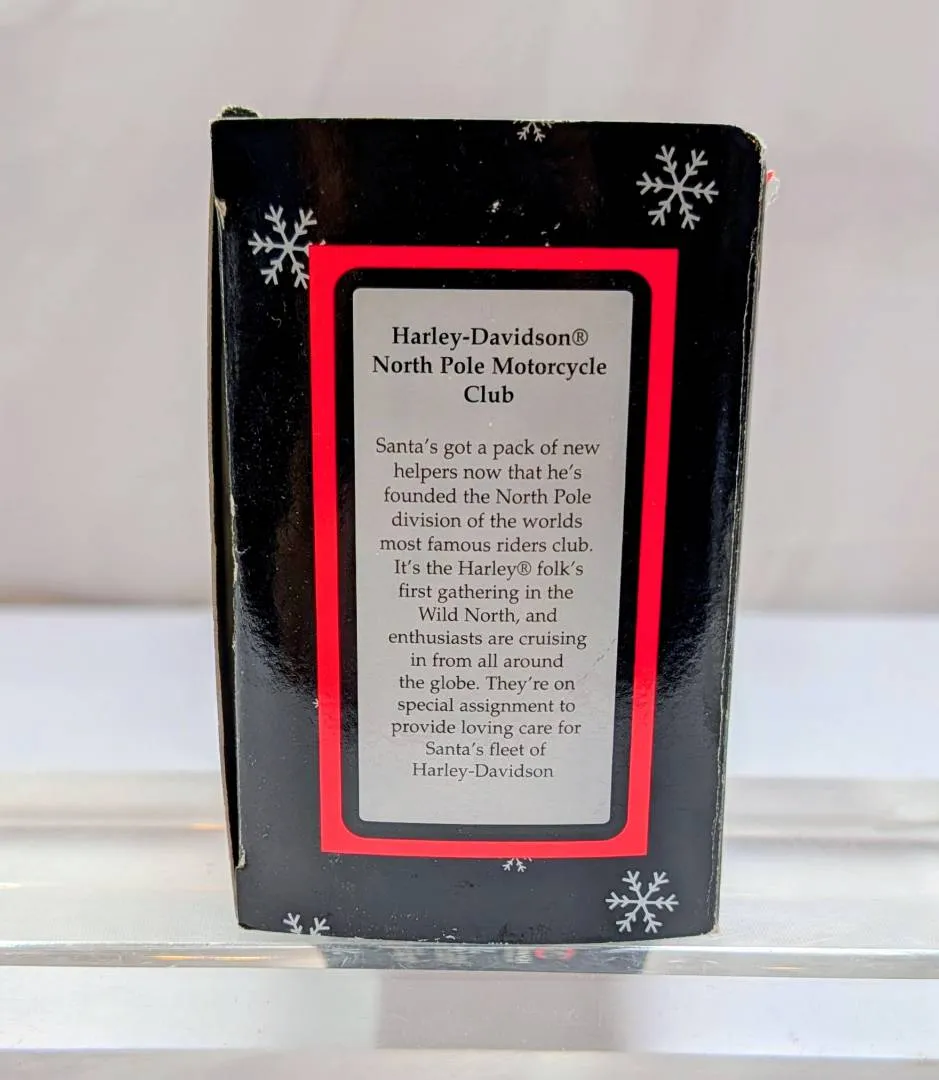 Harley-Davidson®
North Pole Motorcycle
Club
Santa's got a pack of new
helpers now that he's
founded the North Pole
division of the worlds
most famous riders club.
It's the Harley® folk's
first gathering in the
Wild North, and
enthusiasts are cruising
in from all around
the globe. They're on
special assignment to
provide loving care for
Santa's fleet of
Harley-Davidson